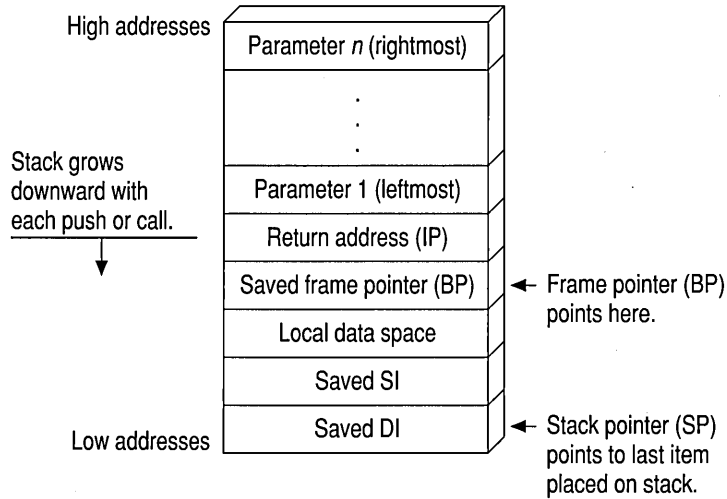 High addresses
Parameter n (rightmost)
.
.
.
Stack grows
downward with
each push or call.
Parameter 1 (leftmost)
Return address (IP)
Saved frame pointer (BP)
Frame pointer (BP)
points here.
Local data space
Saved SI
Low addresses
Saved DI
Stack pointer (SP)
points to last item
placed on stack.